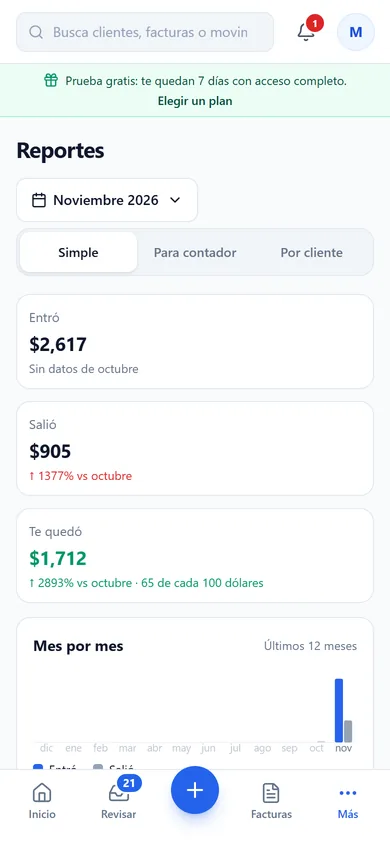 Busca clientes, facturas o movin
1
M
Prueba gratis: te quedan 7 días con acceso completo.
Elegir un plan
Reportes
Noviembre 2026
Simple
Para contador
Por cliente
Entró
$2,617
Sin datos de octubre
Salió
$905
↑ 1377% vs octubre
Te quedó
$1,712
↑ 2893% vs octubre · 65 de cada 100 dólares
Mes por mes
Últimos 12 meses
dic ene feb mar abr may jun jul ago sep oct nov
Entró Salió
21
Inicio
Revisar
Facturas
Más